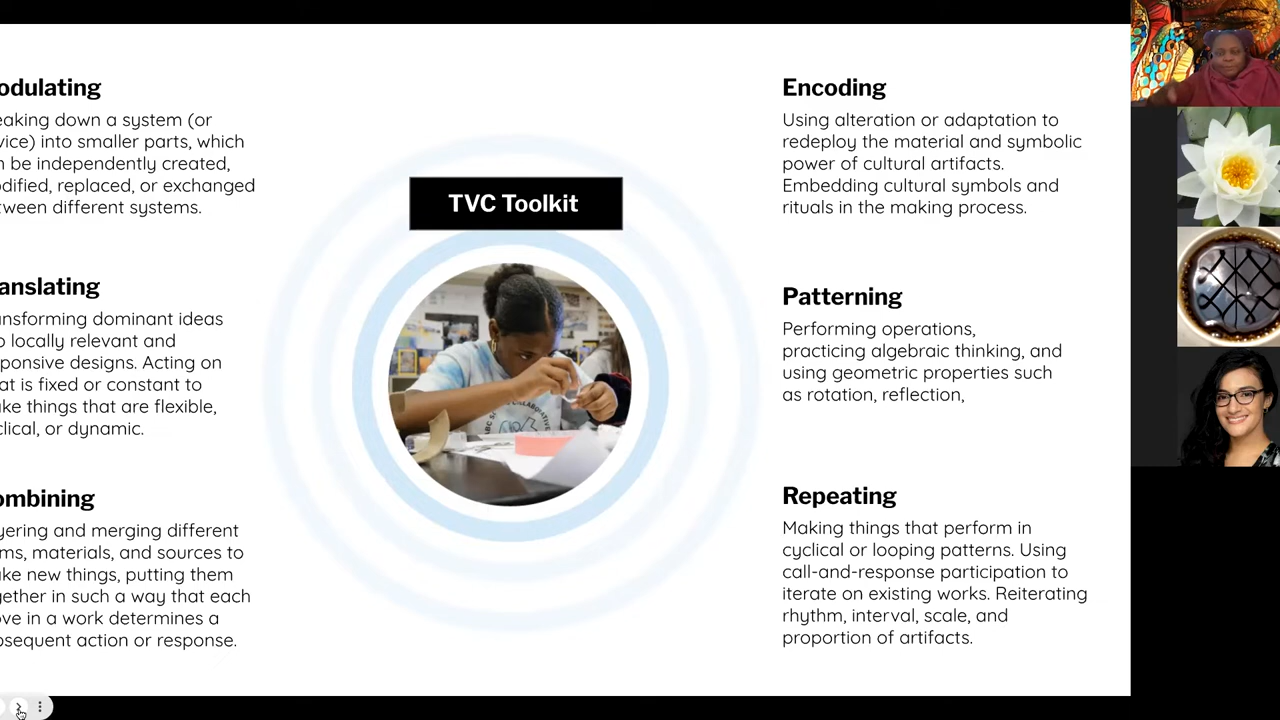 odulating
eaking down a system (or
vice) into smaller parts, which
n be independently created,
odified, replaced, or exchanged
tween different systems.
anslating
ansforming dominant ideas
o locally relevant and
ponsive designs. Acting on
at is fixed or constant to
ke things that are flexible,
clical, or dynamic.
ombining
yering and merging different
ms, materials, and sources to
ke new things, putting them
gether in such a way that each
ove in a work determines a
bsequent action or response.
TVC Toolkit
Encoding
Using alteration or adaptation to
redeploy the material and symbolic
power of cultural artifacts.
Embedding cultural symbols and
rituals in the making process.
Patterning
Performing operations,
practicing algebraic thinking, and
using geometric properties such
as rotation, reflection,
Repeating
Making things that perform in
cyclical or looping patterns. Using
call-and-response participation to
iterate on existing works. Reiterating
rhythm, interval, scale, and
proportion of artifacts.